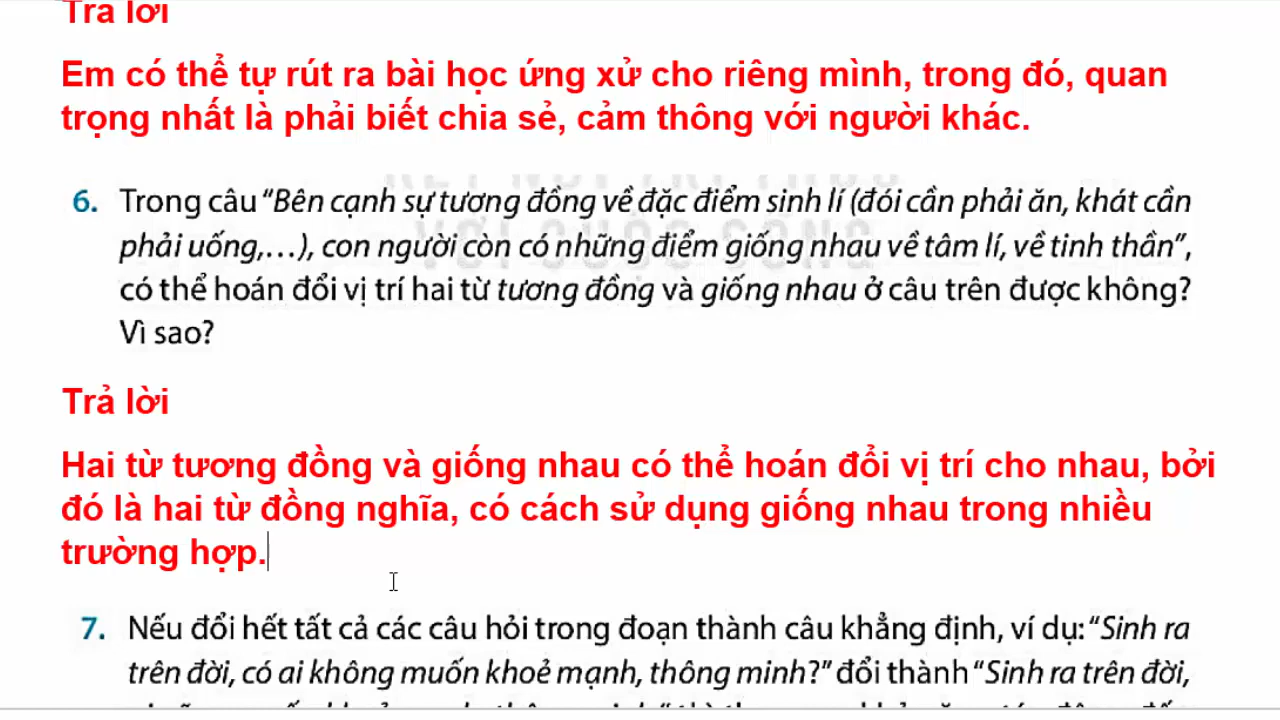 Trả lời
Em có thể tự rút ra bài học ứng xử cho riêng mình, trong đó, quan
trọng nhất là phải biết chia sẻ, cảm thông với người khác.
6. Trong câu “Bên cạnh sự tương đồng về đặc điểm sinh lí (đói cần phải ăn, khát cần
phải uống,…), con người còn có những điểm giống nhau về tâm lí, về tinh thần”,
có thể hoán đổi vị trí hai từ tương đồng và giống nhau ở câu trên được không?
Vì sao?
Trả lời
Hai từ tương đồng và giống nhau có thể hoán đổi vị trí cho nhau, bởi
đó là hai từ đồng nghĩa, có cách sử dụng giống nhau trong nhiều
trường hợp.
7. Nếu đổi hết tất cả các câu hỏi trong đoạn thành câu khẳng định, ví dụ: “Sinh ra
trên đời, có ai không muốn khoẻ mạnh, thông minh?” đổi thành “Sinh ra trên đời,